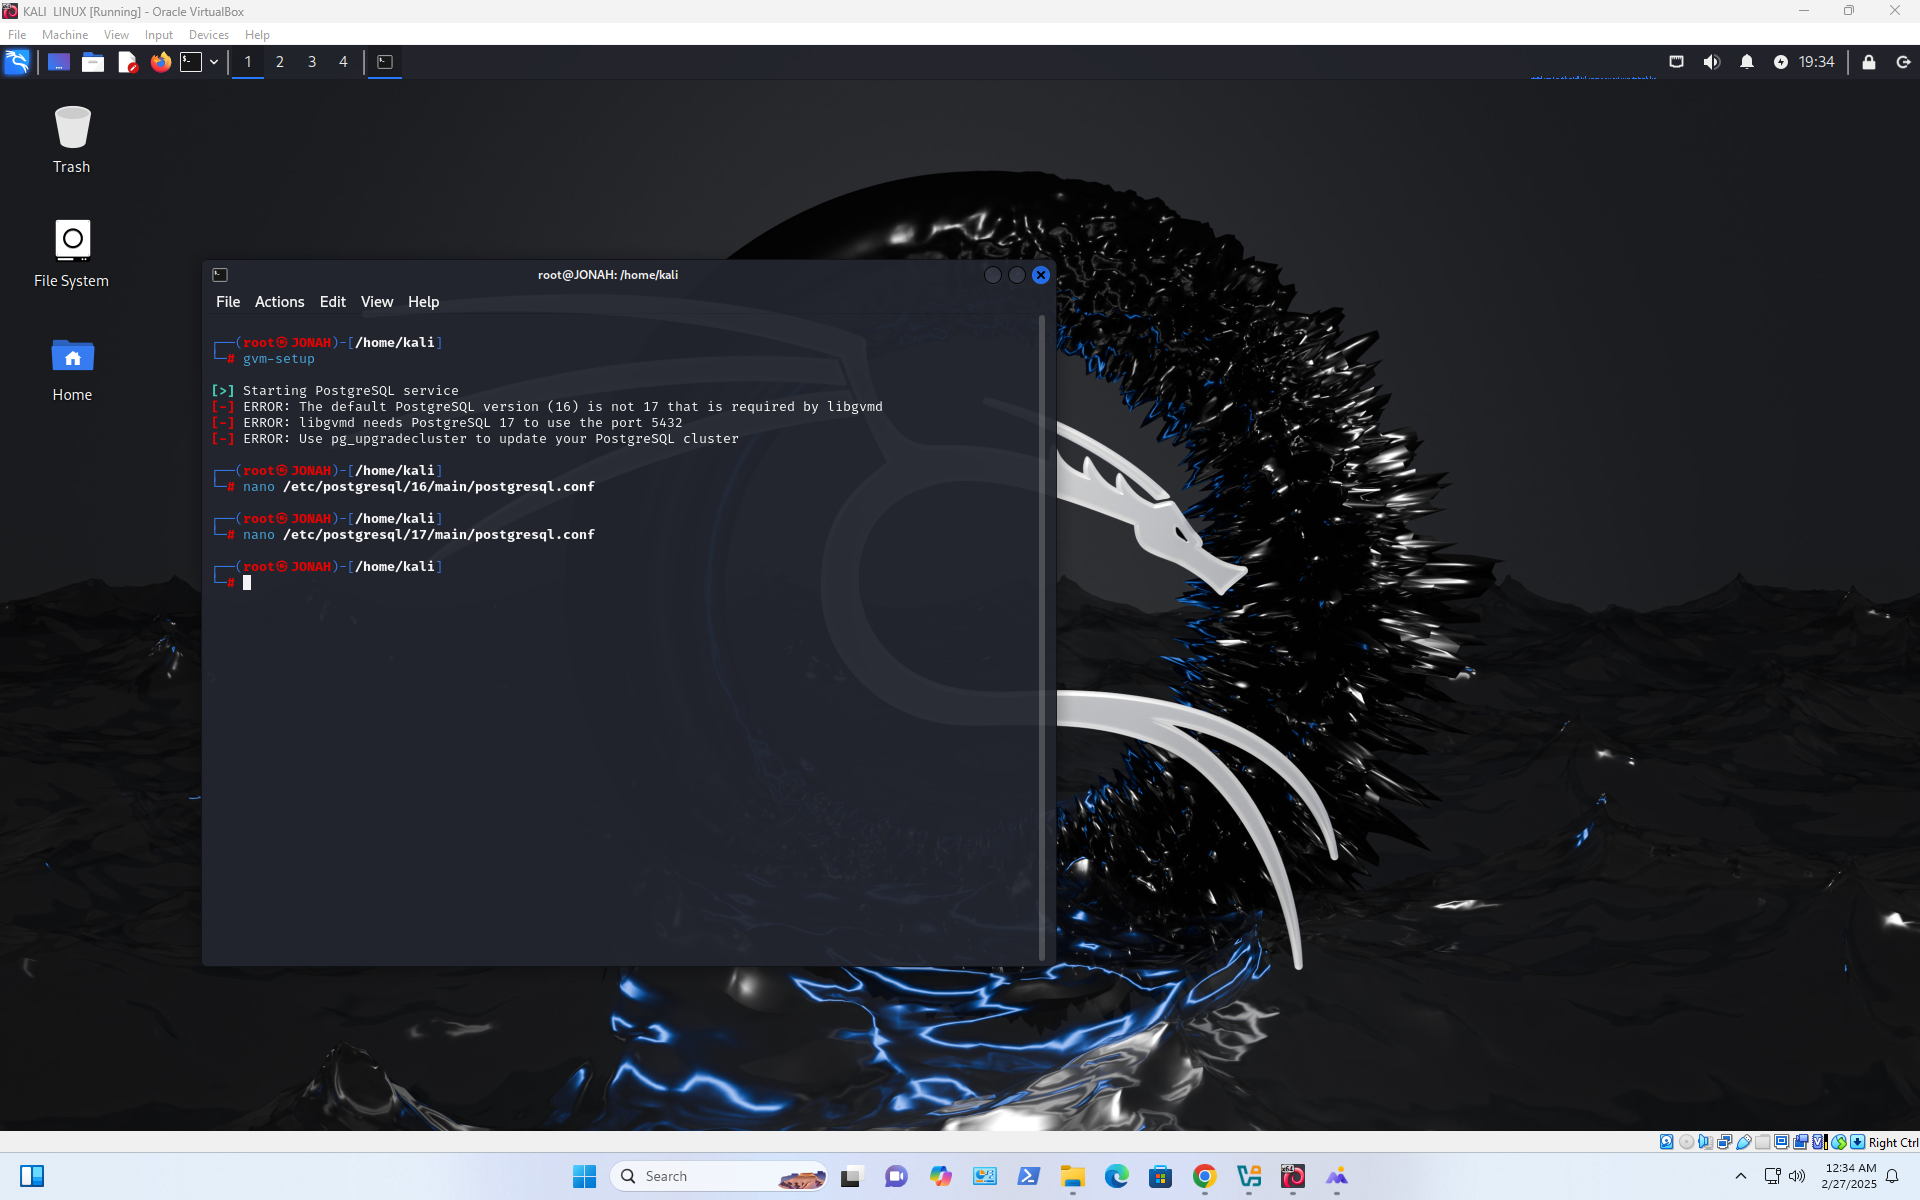 KALI LINUX [Running] - Oracle VirtualBox
File Machine View Input Devices Help
1 2 3 4
19:34
Trash
File System
Home
root@JONAH: /home/kali
File Actions Edit View Help
┌──(root㉿JONAH)-[/home/kali]
└─# gvm-setup
[>] Starting PostgreSQL service
[-] ERROR: The default PostgreSQL version (16) is not 17 that is required by libgvmd
[-] ERROR: libgvmd needs PostgreSQL 17 to use the port 5432
[-] ERROR: Use pg_upgradecluster to update your PostgreSQL cluster
┌──(root㉿JONAH)-[/home/kali]
└─# nano /etc/postgresql/16/main/postgresql.conf
┌──(root㉿JONAH)-[/home/kali]
└─# nano /etc/postgresql/17/main/postgresql.conf
┌──(root㉿JONAH)-[/home/kali]
└─#
Right Ctrl
Search
12:34 AM
2/27/2025